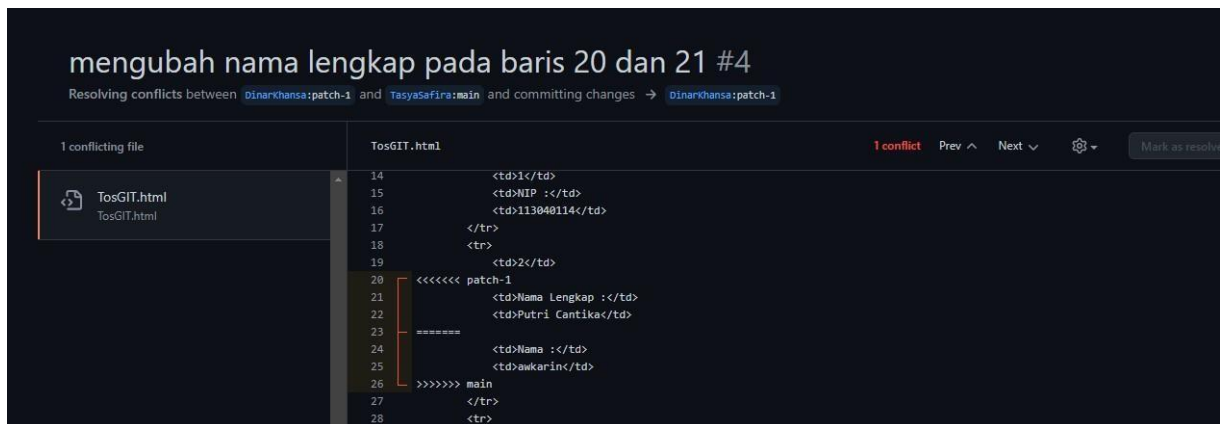 mengubah nama lengkap pada baris 20 dan 21 #4
Resolving conflicts between DinarKhansa:patch-1 and TasyaSafira:main and committing changes → DinarKhansa:patch-1
1 conflicting file
TosGIT.html
TosGIT.html
TosGIT.html
1 conflict Prev Next Mark as resolve
14 <td>1</td>
15 <td>NIP :</td>
16 <td>113040114</td>
17 </tr>
18 <tr>
19 <td>2</td>
20 <<<<<<< patch-1
21 <td>Nama Lengkap :</td>
22 <td>Putri Cantika</td>
23 =======
24 <td>Nama :</td>
25 <td>awkarin</td>
26 >>>>>>> main
27 </tr>
28 <tr>